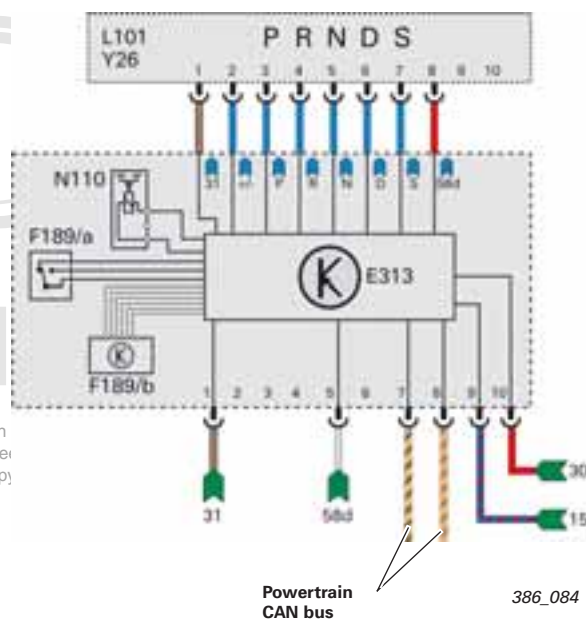 L101
Y26
P R N D S
1 2 3 4 5 6 7 8 9 10
31 +/- P R N D S 58d
N110
F189/a
K
E313
K
F189/b
1 2 3 4 5 6 7 8 9 10
31
58d
30
15
Powertrain
CAN bus
386_084